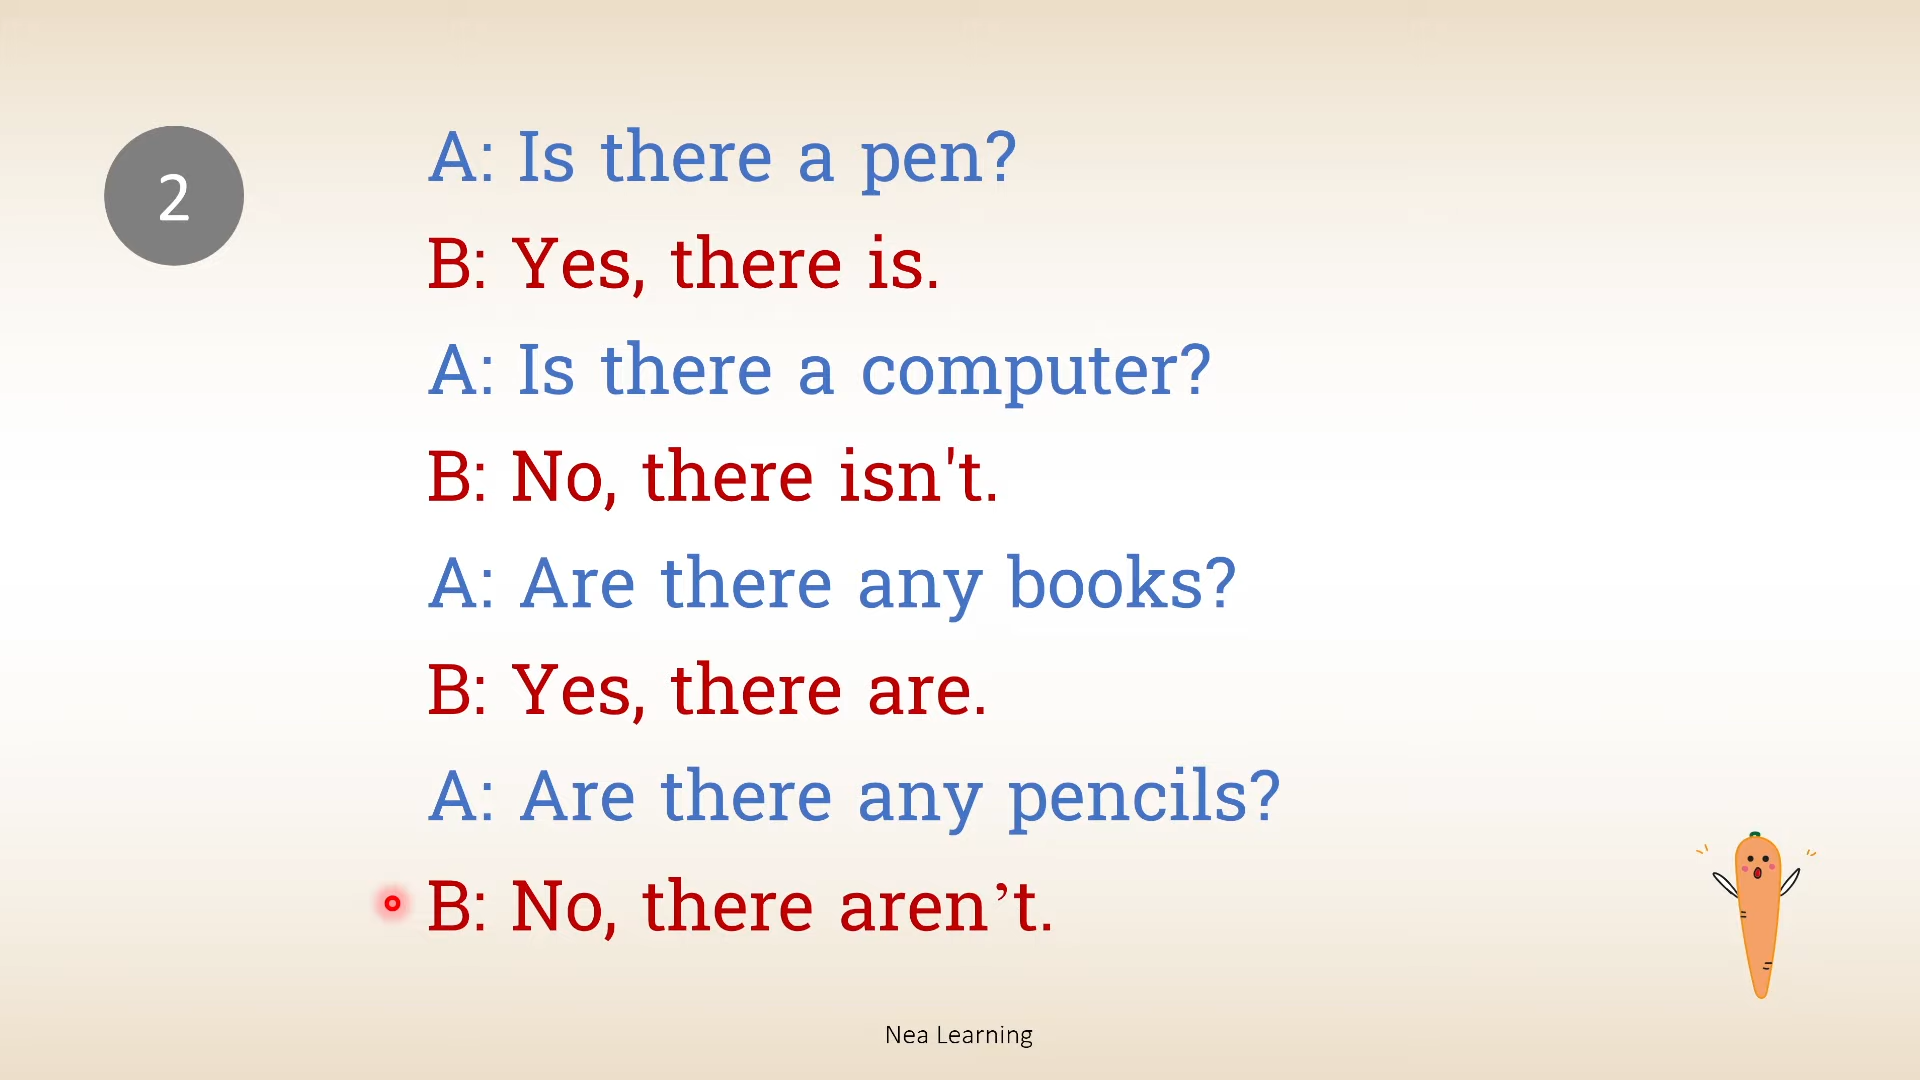 2
A: Is there a pen?
B: Yes, there is.
A: Is there a computer?
B: No, there isn't.
A: Are there any books?
B: Yes, there are.
A: Are there any pencils?
B: No, there aren’t.
Nea Learning